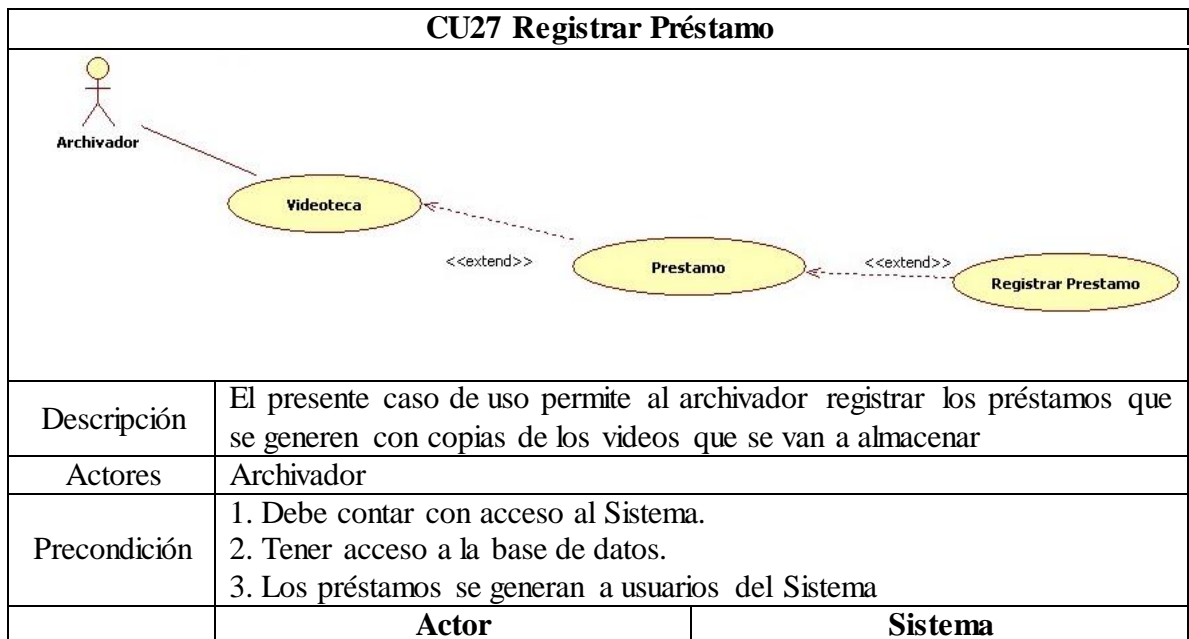 CU27 Registrar Préstamo
Archivador
Videoteca
<<extend>>
Prestamo
<<extend>>
Registrar Prestamo
Descripción
El presente caso de uso permite al archivador registrar los préstamos que
se generen con copias de los videos que se van a almacenar
Actores
Archivador
Precondición
1. Debe contar con acceso al Sistema.
2. Tener acceso a la base de datos.
3. Los préstamos se generan a usuarios del Sistema
Actor
Sistema